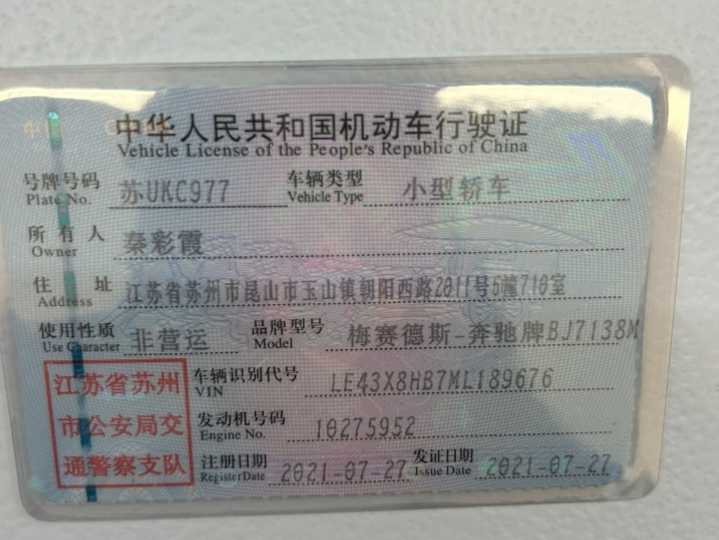 中华人民共和国机动车行驶证
Vehicle License of the People's Republic of China
号牌号码 苏UKC977 车辆类型 小型轿车
Plate No. Vehicle Type
所有人 秦彩霞
Owner
住址 江苏省苏州市昆山市玉山镇朝阳西路2011号6幢710室
Address
使用性质 非营运 品牌型号 梅赛德斯-奔驰牌BJ7138M
Use Character Model
江苏省苏州 车辆识别代号 LE43X8HB7ML189676
VIN
市公安局交 发动机号码 10275952
Engine No.
通警察支队 注册日期 2021-07-27 发证日期 2021-07-27
Register Date Issue Date